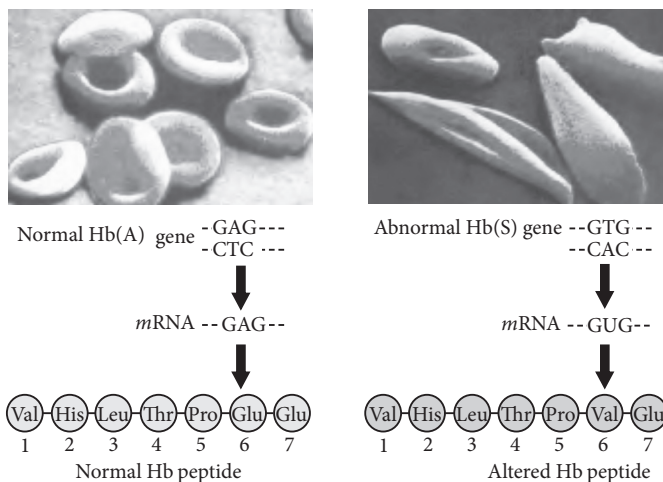 Normal Hb(A) gene --GAG---
--CTC ---
mRNA --GAG---
Val His Leu Thr Pro Glu Glu
1 2 3 4 5 6 7
Normal Hb peptide
Abnormal Hb(S) gene --GTG---
--CAC---
mRNA --GUG---
Val His Leu Thr Pro Val Glu
1 2 3 4 5 6 7
Altered Hb peptide